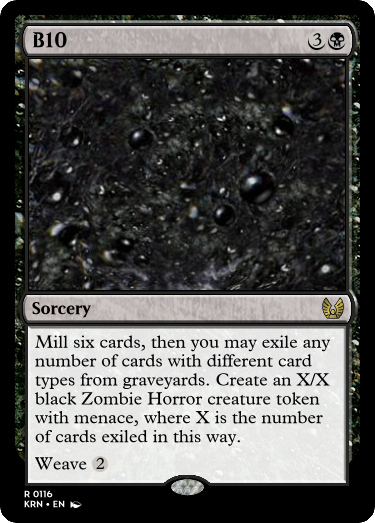 B10 3
Sorcery
Mill six cards, then you may exile any
number of cards with different card
types from graveyards. Create an X/X
black Zombie Horror creature token
with menace, where X is the number
of cards exiled in this way.
Weave 2
R 0116
KRN • EN